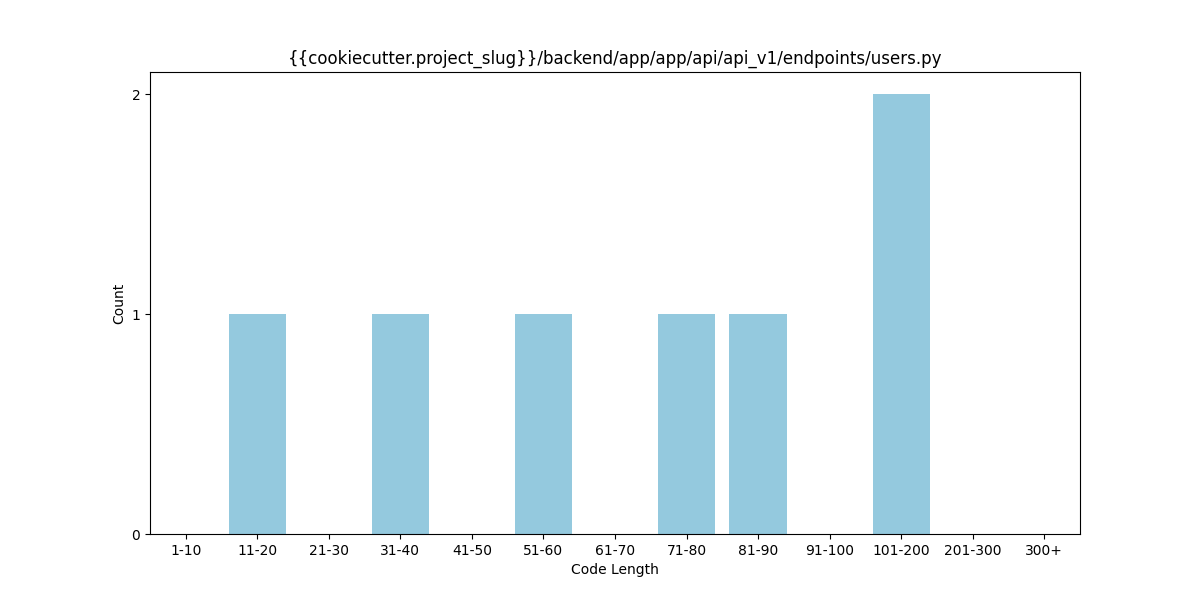 {{cookiecutter.project_slug}}/backend/app/app/api/api_v1/endpoints/users.py
2
1
0
Count
1-10 11-20 21-30 31-40 41-50 51-60 61-70 71-80 81-90 91-100 101-200 201-300 300+
Code Length